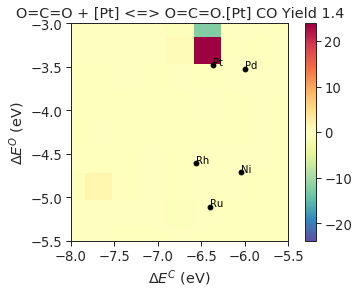 O=C=O + [Pt] <=> O=C=O.[Pt] CO Yield 1.4
−3.0
−3.5
−4.0
−4.5
−5.0
−5.5
ΔE^O (eV)
Pt
Pd
Rh
Ni
Ru
20
10
0
−10
−20
−8.0 −7.5 −7.0 −6.5 −6.0 −5.5
ΔE^C (eV)